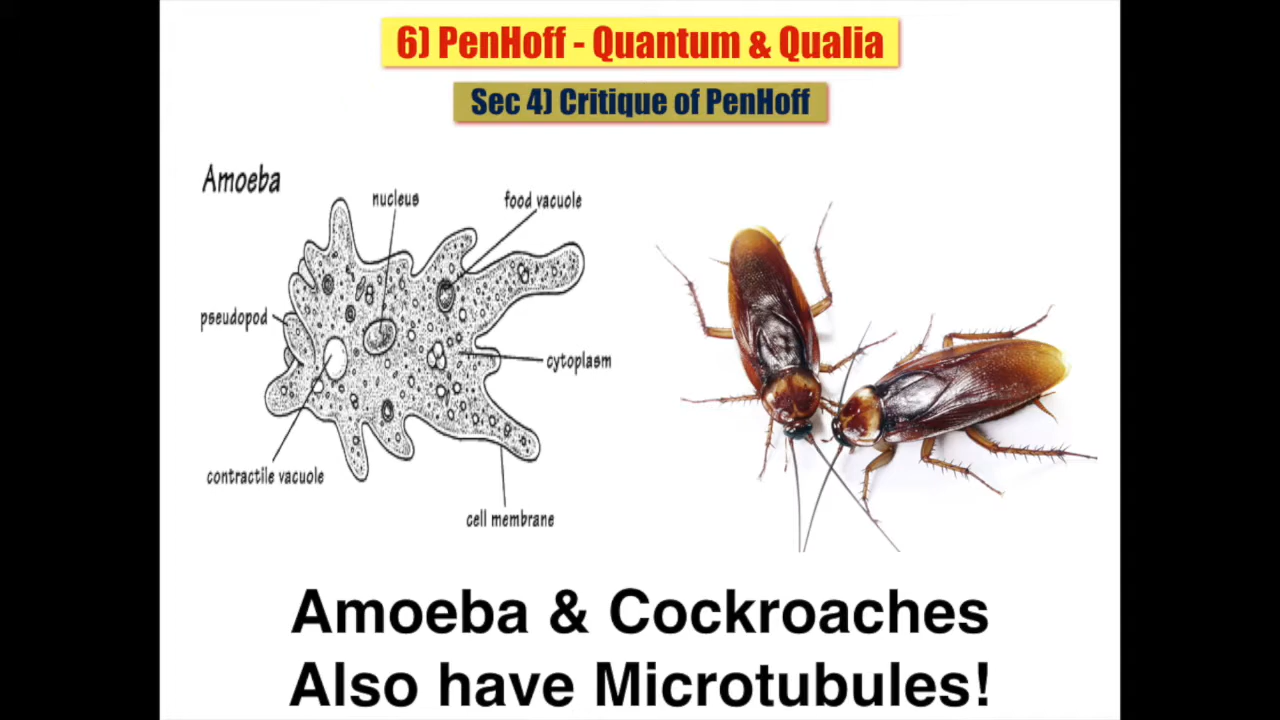 6) PenHoff - Quantum & Qualia
Sec 4) Critique of PenHoff
Amoeba
nucleus
food vacuole
pseudopod
cytoplasm
contractile vacuole
cell membrane
Amoeba & Cockroaches
Also have Microtubules!